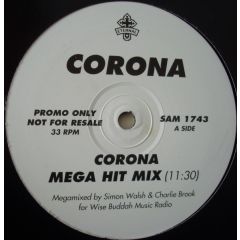 ETERNAL
CORONA
PROMO ONLY
NOT FOR RESALE
33 RPM
SAM 1743
A SIDE
CORONA
MEGA HIT MIX (11:30)
Megamixed by Simon Walsh & Charlie Brook
for Wise Buddah Music Radio